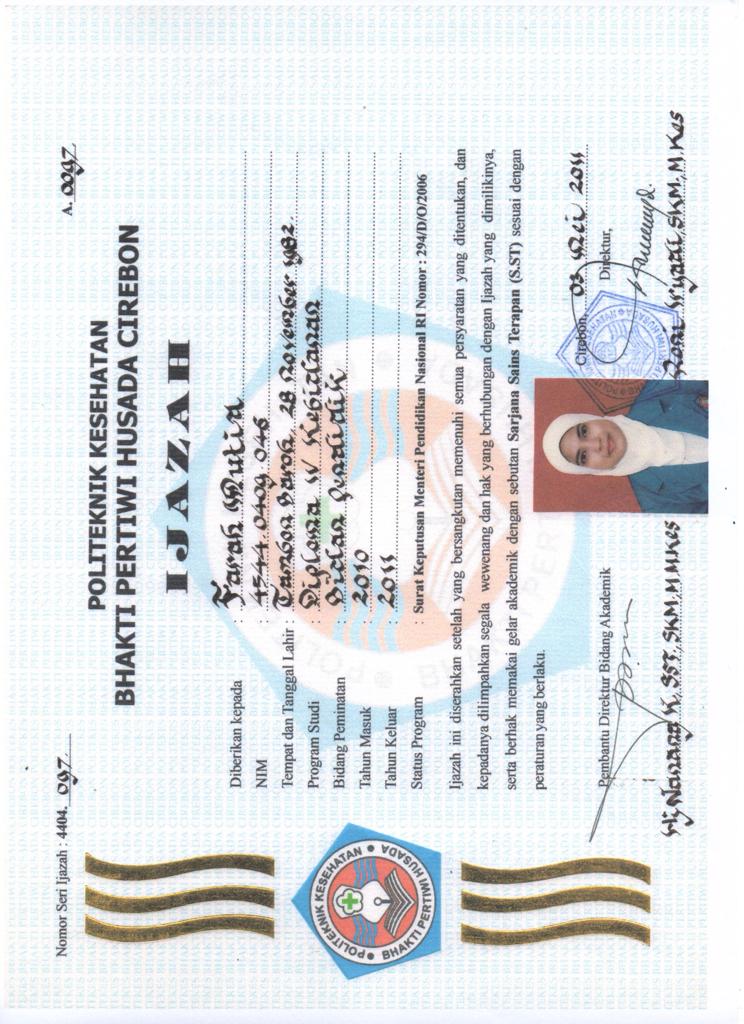 Nomor Seri Ijazah : 4404. 097
A. 0097
POLITEKNIK KESEHATAN
BHAKTI PERTIWI HUSADA CIREBON
IJAZAH
Diberikan kepada : Farah Mutia
NIM : 4544.0409.046
Tempat dan Tanggal Lahir : Tambon Baroh, 28 November 1982
Program Studi : Diploma IV Kebidanan
Bidang Peminatan : Bidan Pendidik
Tahun Masuk : 2010
Tahun Keluar : 2011
Status Program : Surat Keputusan Menteri Pendidikan Nasional RI Nomor : 294/D/O/2006
Ijazah ini diserahkan setelah yang bersangkutan memenuhi semua persyaratan yang ditentukan, dan
kepadanya dilimpahkan segala wewenang dan hak yang berhubungan dengan Ijazah yang dimilikinya,
serta berhak memakai gelar akademik dengan sebutan Sarjana Sains Terapan (S.ST) sesuai dengan
peraturan yang berlaku.
Cirebon, 03 Mei 2011
Pembantu Direktur Bidang Akademik
Direktur,
Hj. Nanang K, SST, SKM, M MKes
SKM, M.Kes
POLITEKNIK KESEHATAN
BHAKTI PERTIWI HUSADA